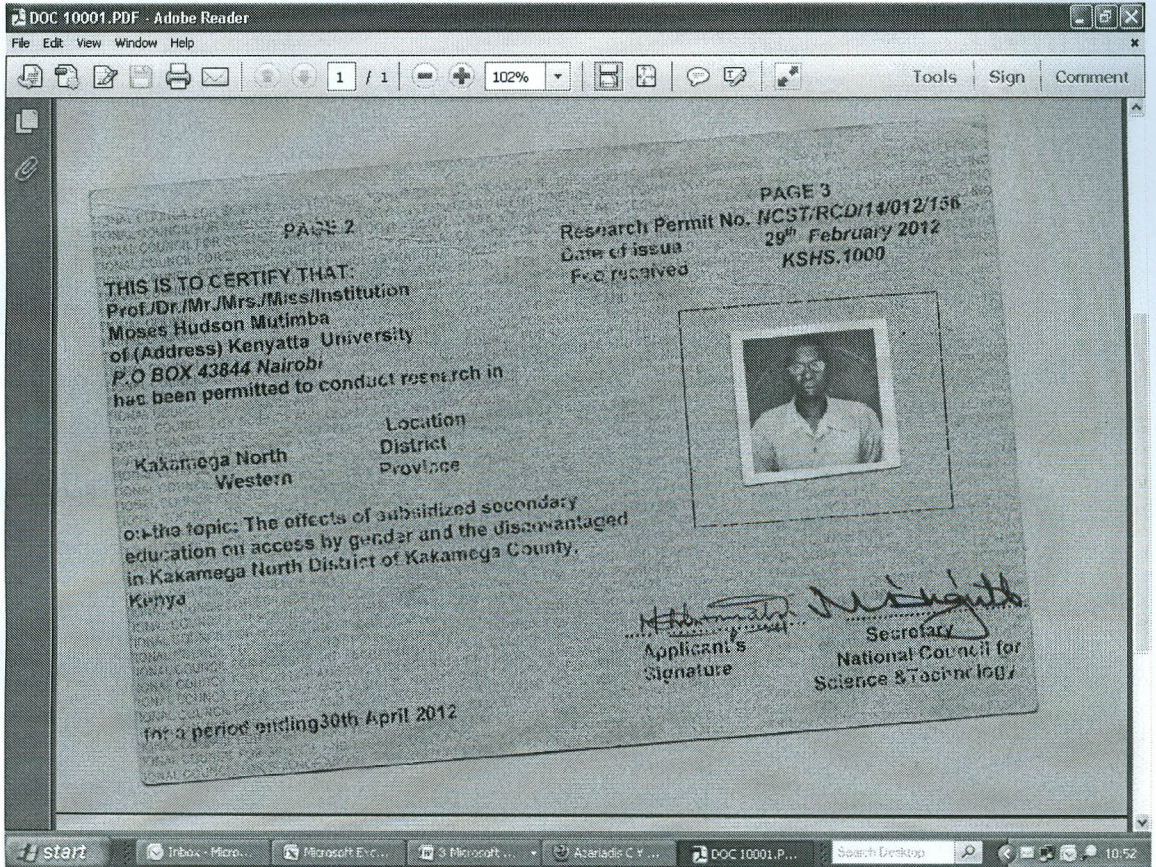 DOC 10001.PDF - Adobe Reader
File Edit View Window Help
1 / 1 102% Tools Sign Comment
PAGE 2
THIS IS TO CERTIFY THAT:
Prof./Dr./Mr./Mrs./Miss/Institution
Moses Hudson Mutimba
of (Address) Kenyatta University
P.O BOX 43844 Nairobi
has been permitted to conduct research in
Location
Kakamega North District
Western Province
on the topic: The effects of subsidized secondary
education on access by gender and the disadvantaged
in Kakamega North District of Kakamega County,
Kenya
for a period ending30th April 2012
PAGE 3
Research Permit No. NCST/RCD/14/012/156
Date of issue 29th February 2012
Fee received KSHS.1000
Applicant's
Signature
Secretary
National Council for
Science &Technology
start Inbox - Micro... Microsoft Exc... 3 Microsoft ... Azariadis C Y ... DOC 10001.P... Search Desktop 10:52